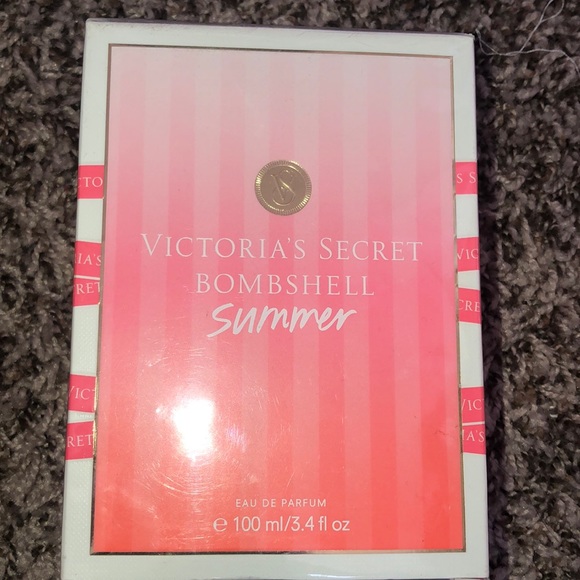 VICTORIA'S SECRET
BOMBSHELL
summer
EAU DE PARFUM
℮ 100 ml/3.4 fl oz